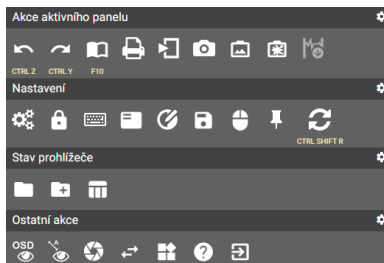 Akce aktivního panelu
CTRL Z CTRL Y F10
Nastavení
CTRL SHIFT R
Stav prohlížeče
Ostatní akce
OSD A
?